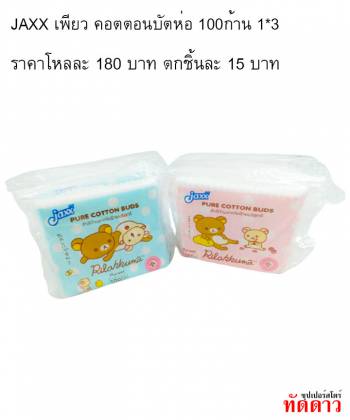 JAXX เพียว คอตตอนบัตห่อ 100ก้าน 1*3
ราคาโหลละ 180 บาท ตกชิ้นละ 15 บาท
jaxx
PURE COTTON BUDS
Rilakkuma
jaxx
PURE COTTON BUDS
Rilakkuma
ซุปเปอร์สโตร์
ทัดดาว